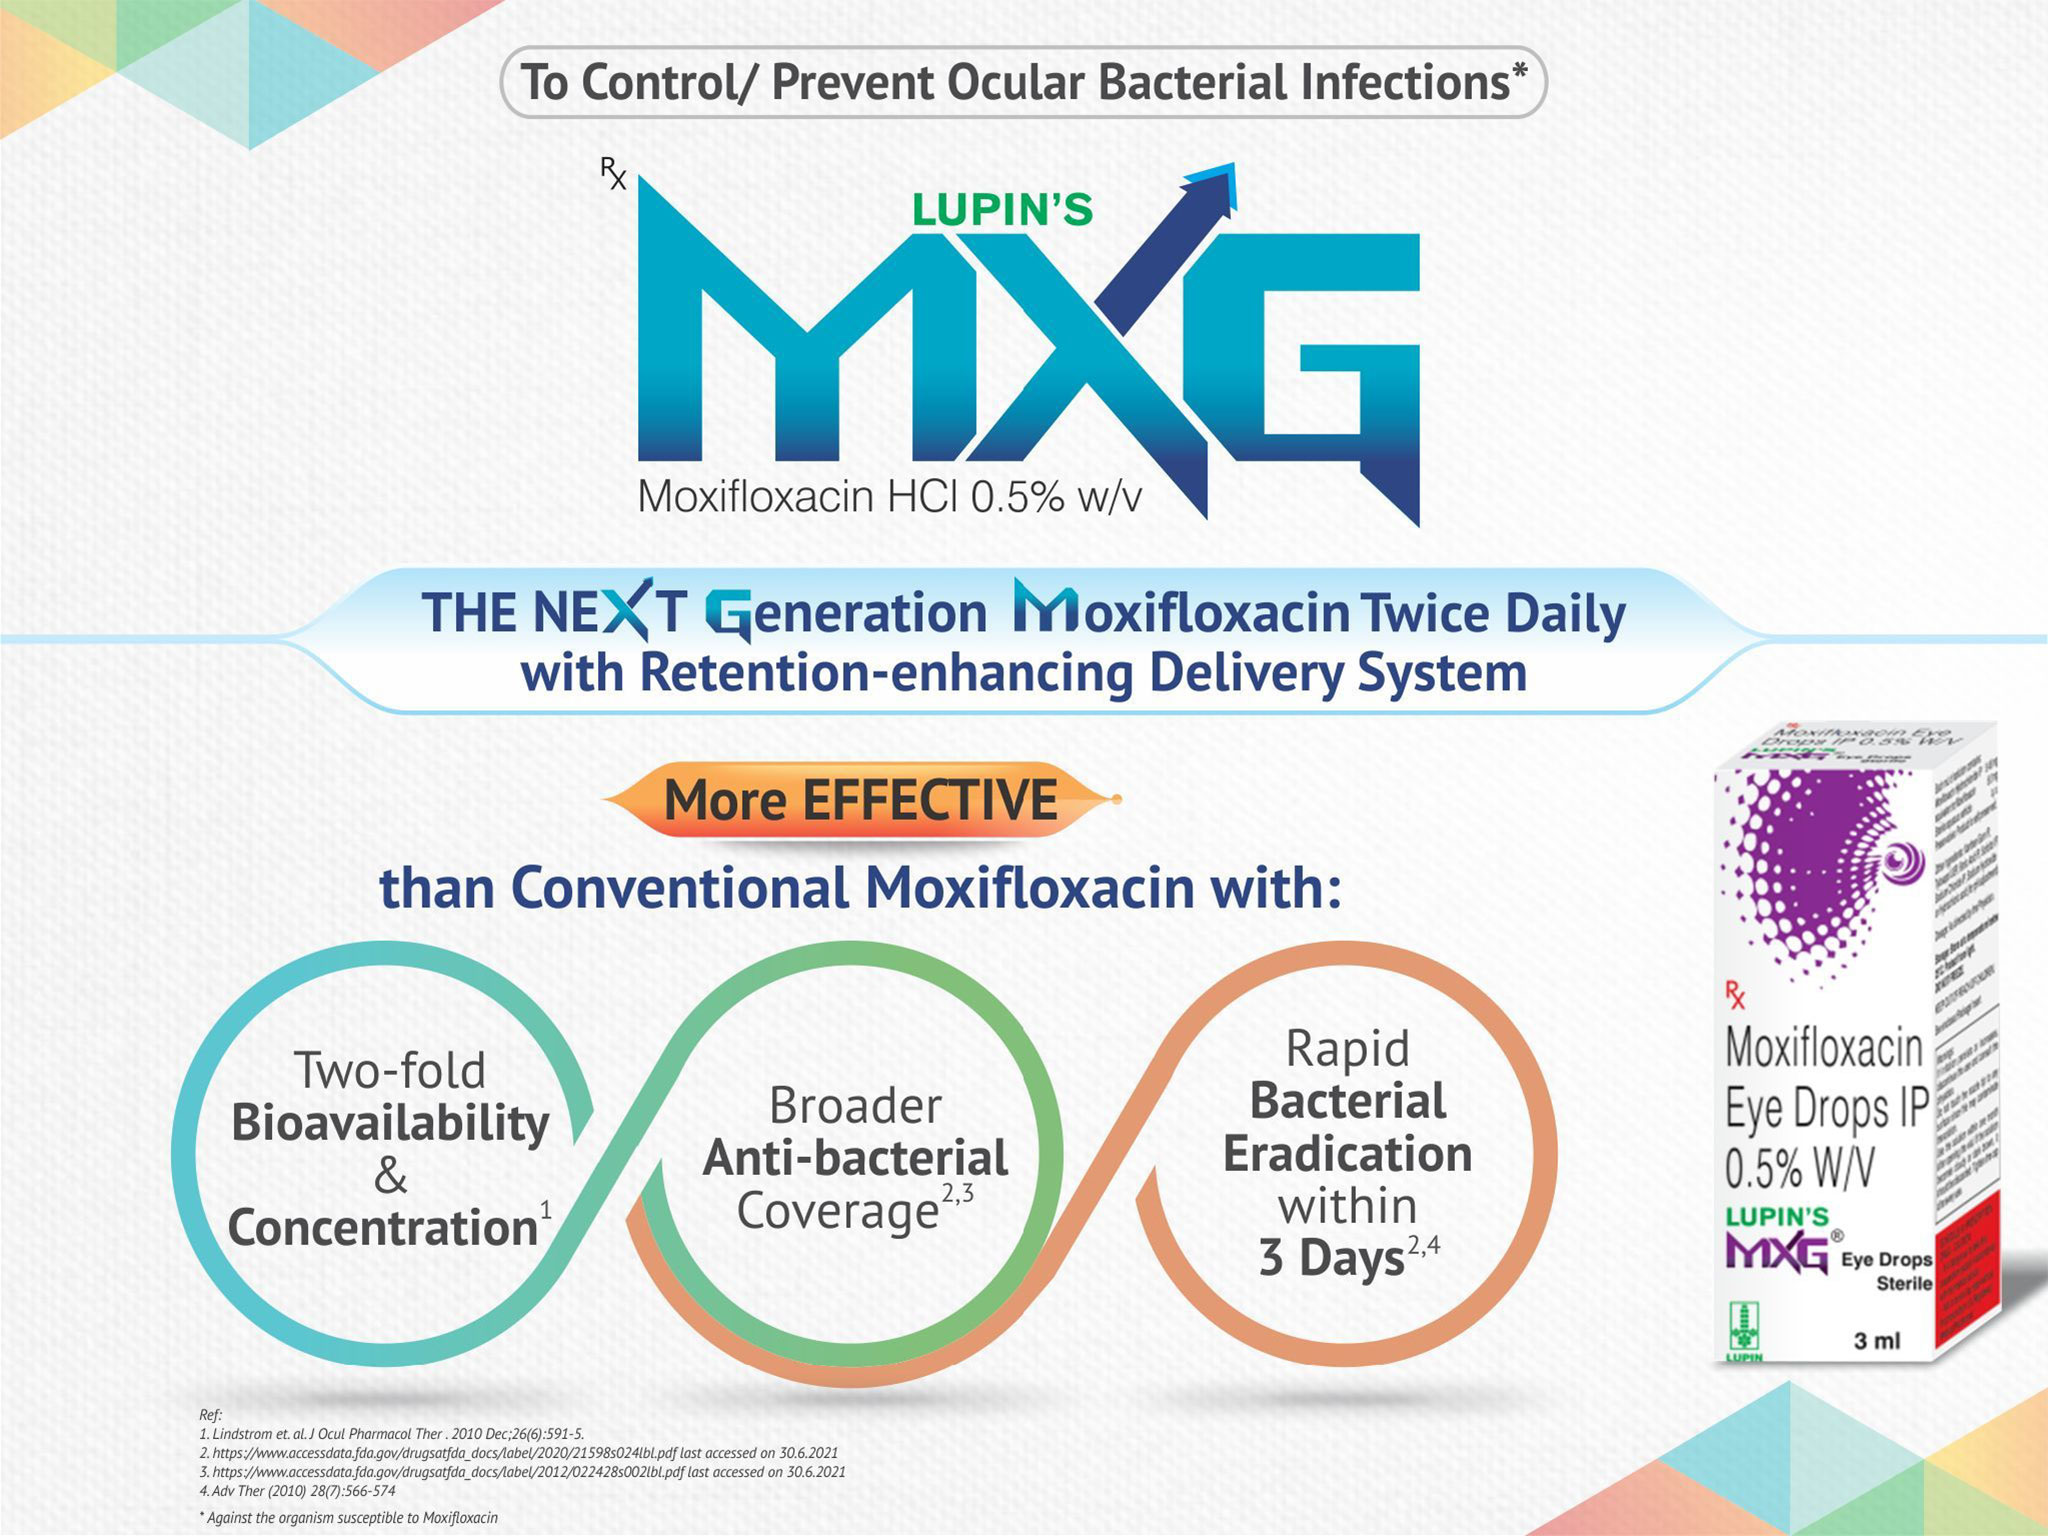 To Control/ Prevent Ocular Bacterial Infections*
Rx
LUPIN'S
MXG
Moxifloxacin HCl 0.5% w/v
THE NEXT Generation Moxifloxacin Twice Daily
with Retention-enhancing Delivery System
More EFFECTIVE
than Conventional Moxifloxacin with:
Two-fold
Bioavailability
&
Concentration1
Broader
Anti-bacterial
Coverage2,3
Rapid
Bacterial
Eradication
within
3 Days2,4
Moxifloxacin Eye
Drops IP 0.5% W/V
LUPIN'S
MXG Eye Drops
Sterile
Rx
Moxifloxacin
Eye Drops IP
0.5% W/V
LUPIN'S
MXG® Eye Drops
Sterile
3 ml
LUPIN
Ref:
1. Lindstrom et. al. J Ocul Pharmacol Ther . 2010 Dec;26(6):591-5.
2. https://www.accessdata.fda.gov/drugsatfda_docs/label/2020/21598s024lbl.pdf last accessed on 30.6.2021
3. https://www.accessdata.fda.gov/drugsatfda_docs/label/2012/022428s002lbl.pdf last accessed on 30.6.2021
4. Adv Ther (2010) 28(7):566-574
* Against the organism susceptible to Moxifloxacin